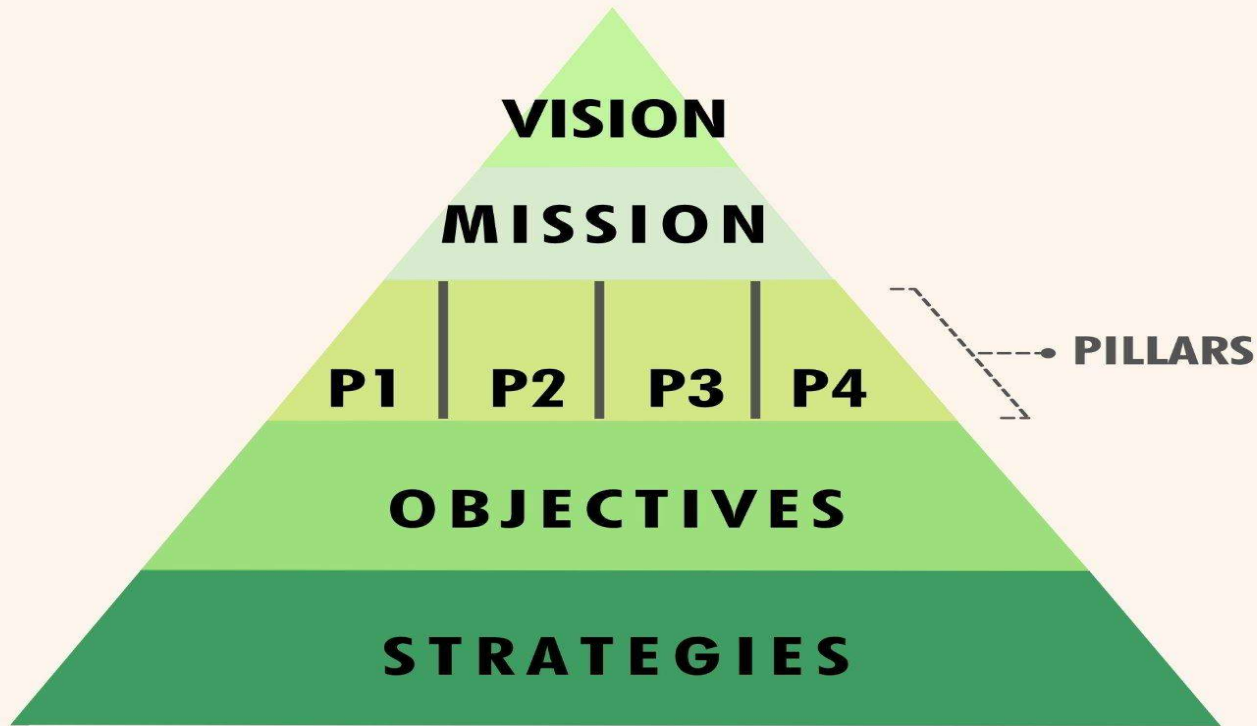 VISION
MISSION
P1 P2 P3 P4
PILLARS
OBJECTIVES
STRATEGIES